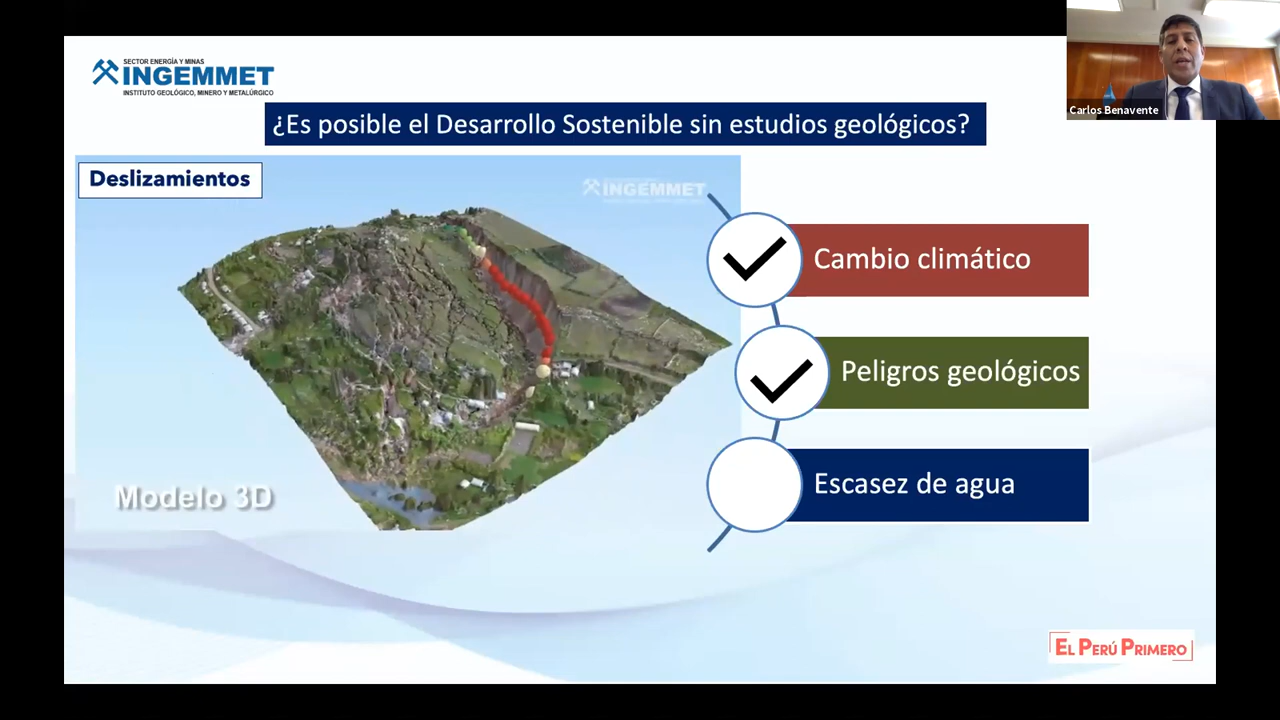 SECTOR ENERGÍA Y MINAS
INGEMMET
INSTITUTO GEOLÓGICO, MINERO Y METALÚRGICO
Carlos Benavente
¿Es posible el Desarrollo Sostenible sin estudios geológicos?
Deslizamientos
INGEMMET
Cambio climático
Peligros geológicos
Escasez de agua
Modelo 3D
EL PERÚ PRIMERO